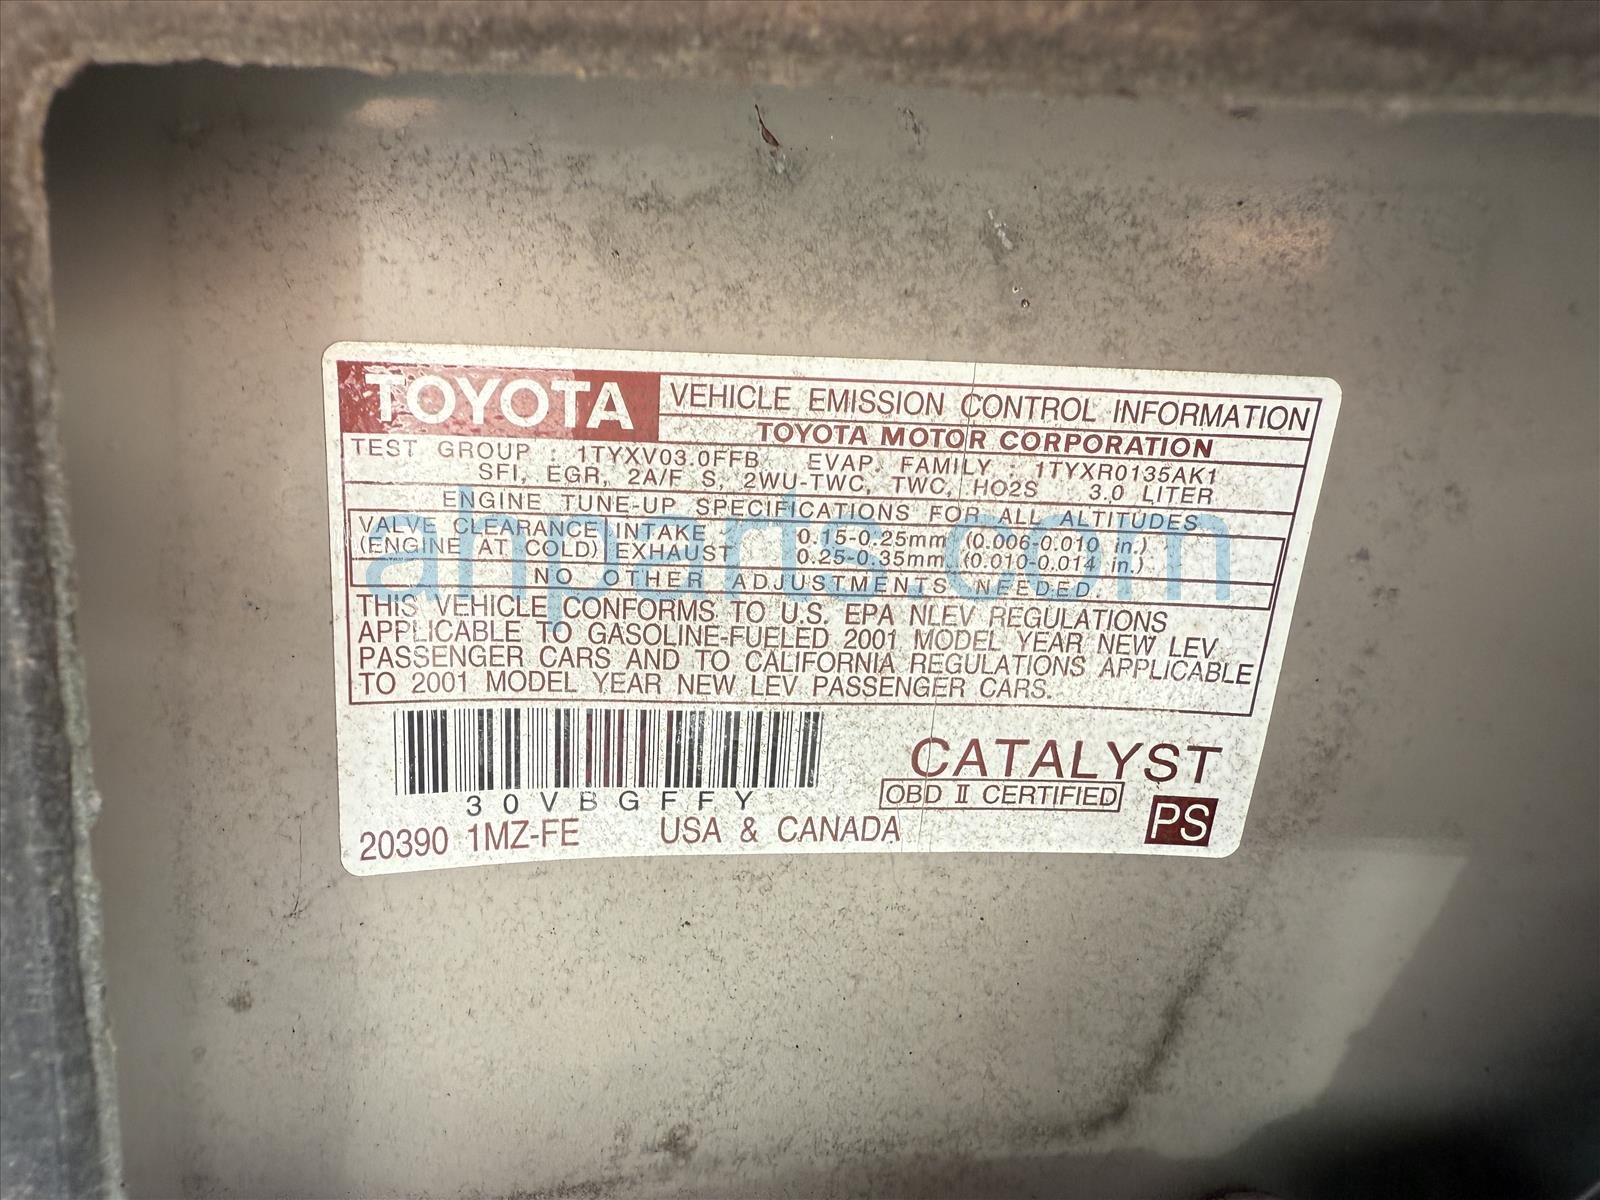 TOYOTA VEHICLE EMISSION CONTROL INFORMATION
TOYOTA MOTOR CORPORATION
TEST GROUP : 1TYXV03.0FFB EVAP. FAMILY : 1TYXR0135AK1
SFI, EGR, 2A/F S, 2WU-TWC, TWC, HO2S 3.0 LITER
ENGINE TUNE-UP SPECIFICATIONS FOR ALL ALTITUDES
VALVE CLEARANCE INTAKE 0.15-0.25mm (0.006-0.010 in.)
(ENGINE AT COLD) EXHAUST 0.25-0.35mm (0.010-0.014 in.)
NO OTHER ADJUSTMENTS NEEDED.
THIS VEHICLE CONFORMS TO U.S. EPA NLEV REGULATIONS
APPLICABLE TO GASOLINE-FUELED 2001 MODEL YEAR NEW LEV
PASSENGER CARS AND TO CALIFORNIA REGULATIONS APPLICABLE
TO 2001 MODEL YEAR NEW LEV PASSENGER CARS.
ahparts.com
30VBGFFY
CATALYST
OBD II CERTIFIED
20390 1MZ-FE USA & CANADA
PS